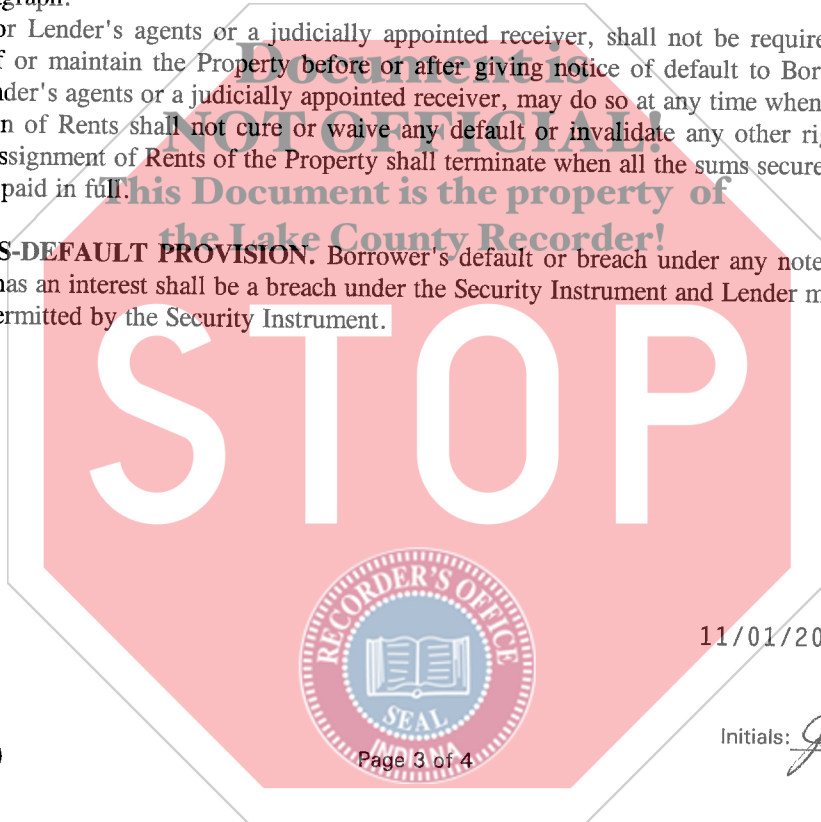 or Lender's agents or a judicially appointed receiver, shall not be require
f or maintain the Property before or after giving notice of default to Bor
der's agents or a judicially appointed receiver, may do so at any time when
n of Rents shall not cure or waive any default or invalidate any other rig
ssignment of Rents of the Property shall terminate when all the sums secure
paid in full.
Document is
NOT OFFICIAL!
This Document is the property of
the Lake County Recorder!
S-DEFAULT PROVISION. Borrower's default or breach under any note
has an interest shall be a breach under the Security Instrument and Lender m
ermitted by the Security Instrument.
STOP
RECORDER'S OFFICE
SEAL
INDIANA
11/01/20
Initials:
Page 3 of 4